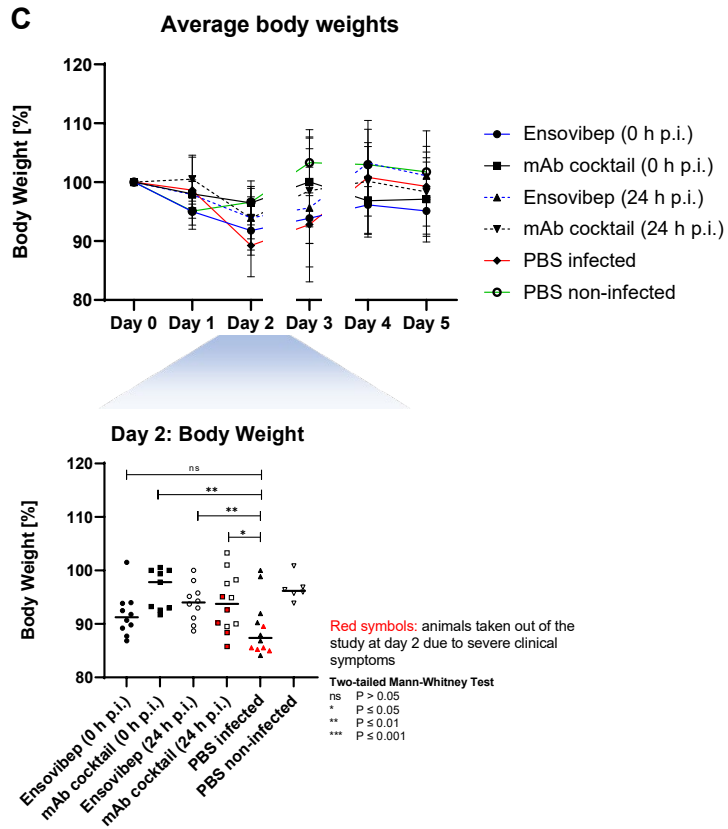 C
Average body weights
Body Weight [%]
120
110
100
90
80
Day 0 Day 1 Day 2 Day 3 Day 4 Day 5
Ensovibep (0 h p.i.)
mAb cocktail (0 h p.i.)
Ensovibep (24 h p.i.)
mAb cocktail (24 h p.i.)
PBS infected
PBS non-infected
Day 2: Body Weight
Body Weight [%]
120
110
100
90
80
ns
**
**
*
Ensovibep (0 h p.i.)
mAb cocktail (0 h p.i.)
Ensovibep (24 h p.i.)
mAb cocktail (24 h p.i.)
PBS infected
PBS non-infected
Red symbols: animals taken out of the
study at day 2 due to severe clinical
symptoms
Two-tailed Mann-Whitney Test
ns P > 0.05
* P ≤ 0.05
** P ≤ 0.01
*** P ≤ 0.001